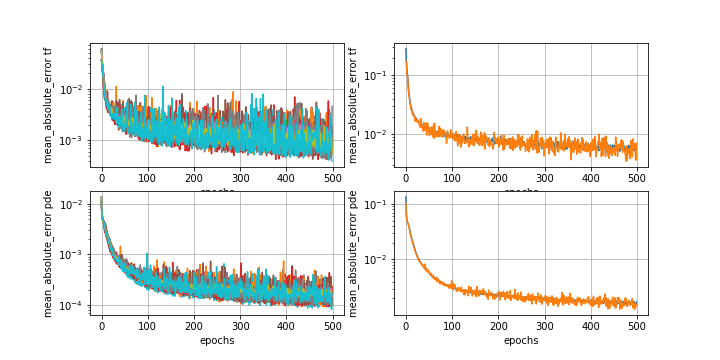 mean_absolute_error tf
10⁻²
10⁻³
0 100 200 300 400 500
epochs
mean_absolute_error tf
10⁻¹
10⁻²
0 100 200 300 400 500
epochs
mean_absolute_error pde
10⁻²
10⁻³
10⁻⁴
0 100 200 300 400 500
epochs
mean_absolute_error pde
10⁻¹
10⁻²
0 100 200 300 400 500
epochs